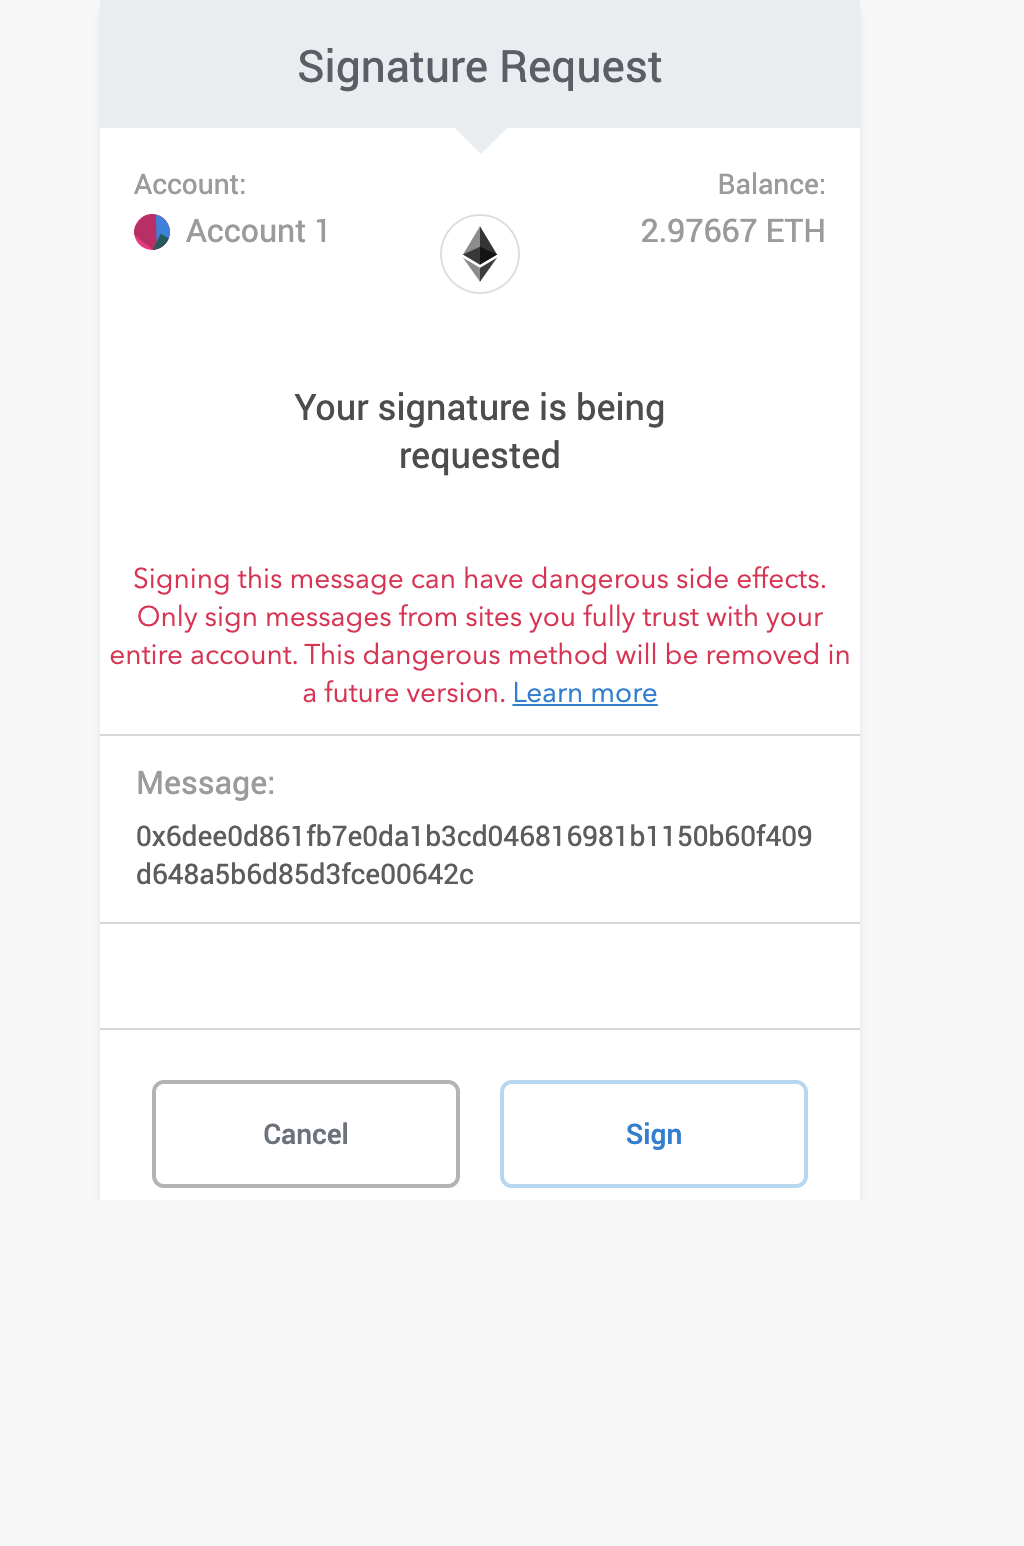 Signature Request
Account:
Balance:
Account 1
2.97667 ETH
Your signature is being
requested
Signing this message can have dangerous side effects.
Only sign messages from sites you fully trust with your
entire account. This dangerous method will be removed in
a future version. Learn more
Message:
0x6dee0d861fb7e0da1b3cd046816981b1150b60f409
d648a5b6d85d3fce00642c
Cancel
Sign